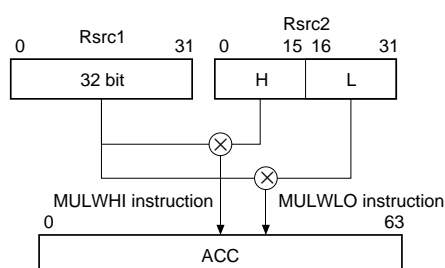 Rsrc1 Rsrc2
0 31 0 15 16 31
32 bit H L
MULWHI instruction MULWLO instruction
0 63
ACC